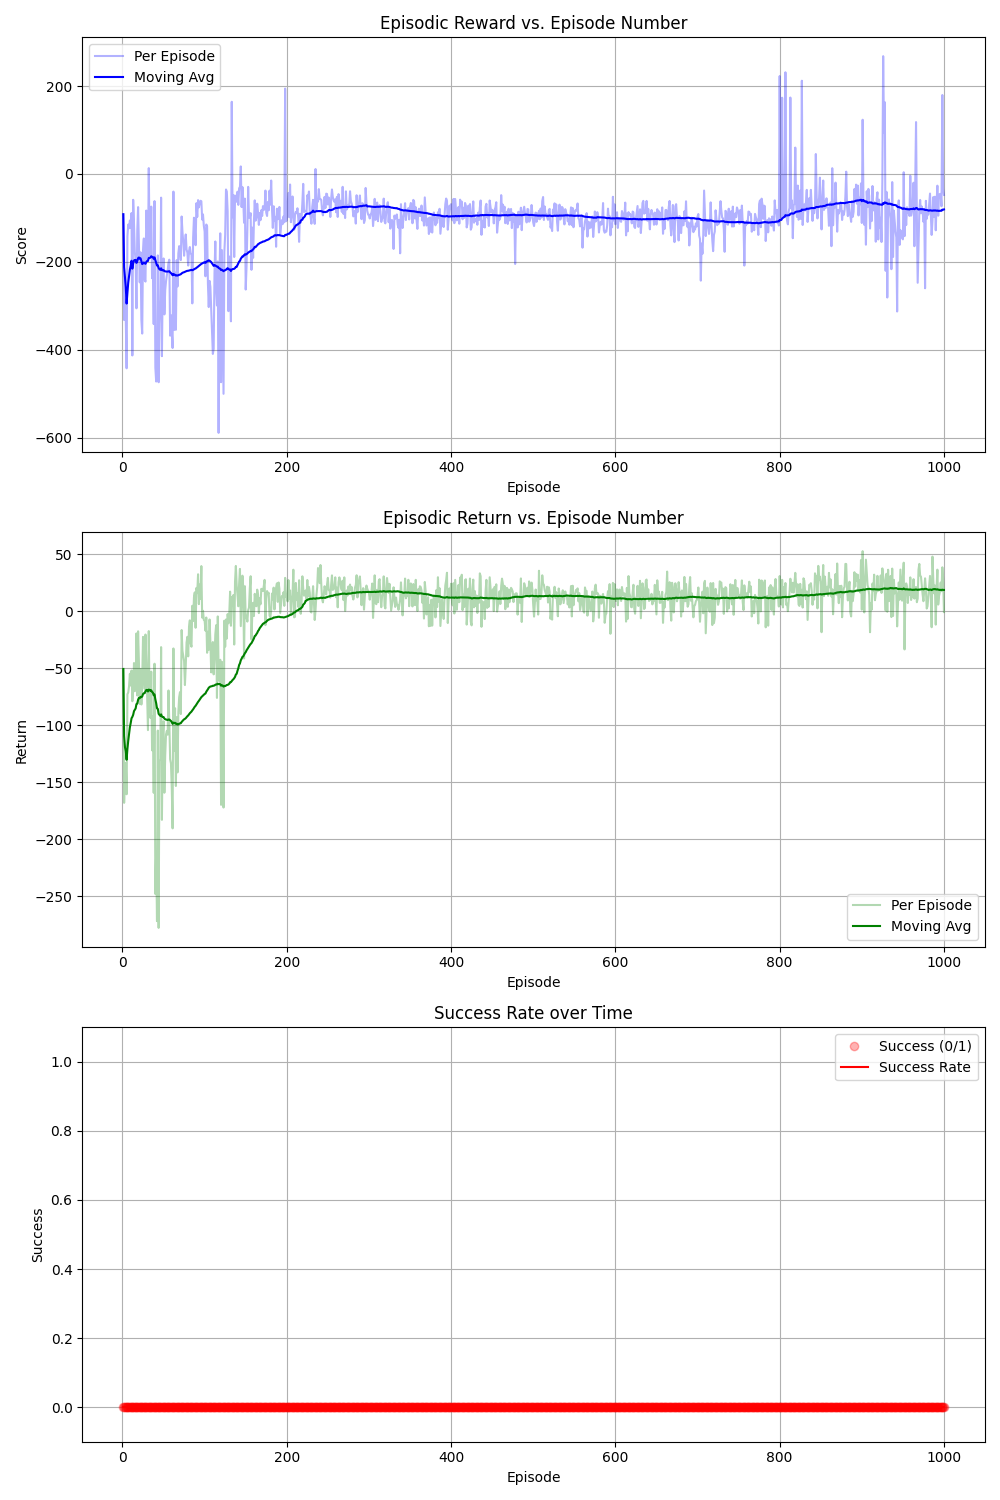 Episodic Reward vs. Episode Number
Per Episode
Moving Avg
200
0
−200
−400
−600
Score
0 200 400 600 800 1000
Episode
Episodic Return vs. Episode Number
50
0
−50
−100
−150
−200
−250
Return
Per Episode
Moving Avg
0 200 400 600 800 1000
Episode
Success Rate over Time
Success (0/1)
Success Rate
1.0
0.8
0.6
0.4
0.2
0.0
Success
0 200 400 600 800 1000
Episode